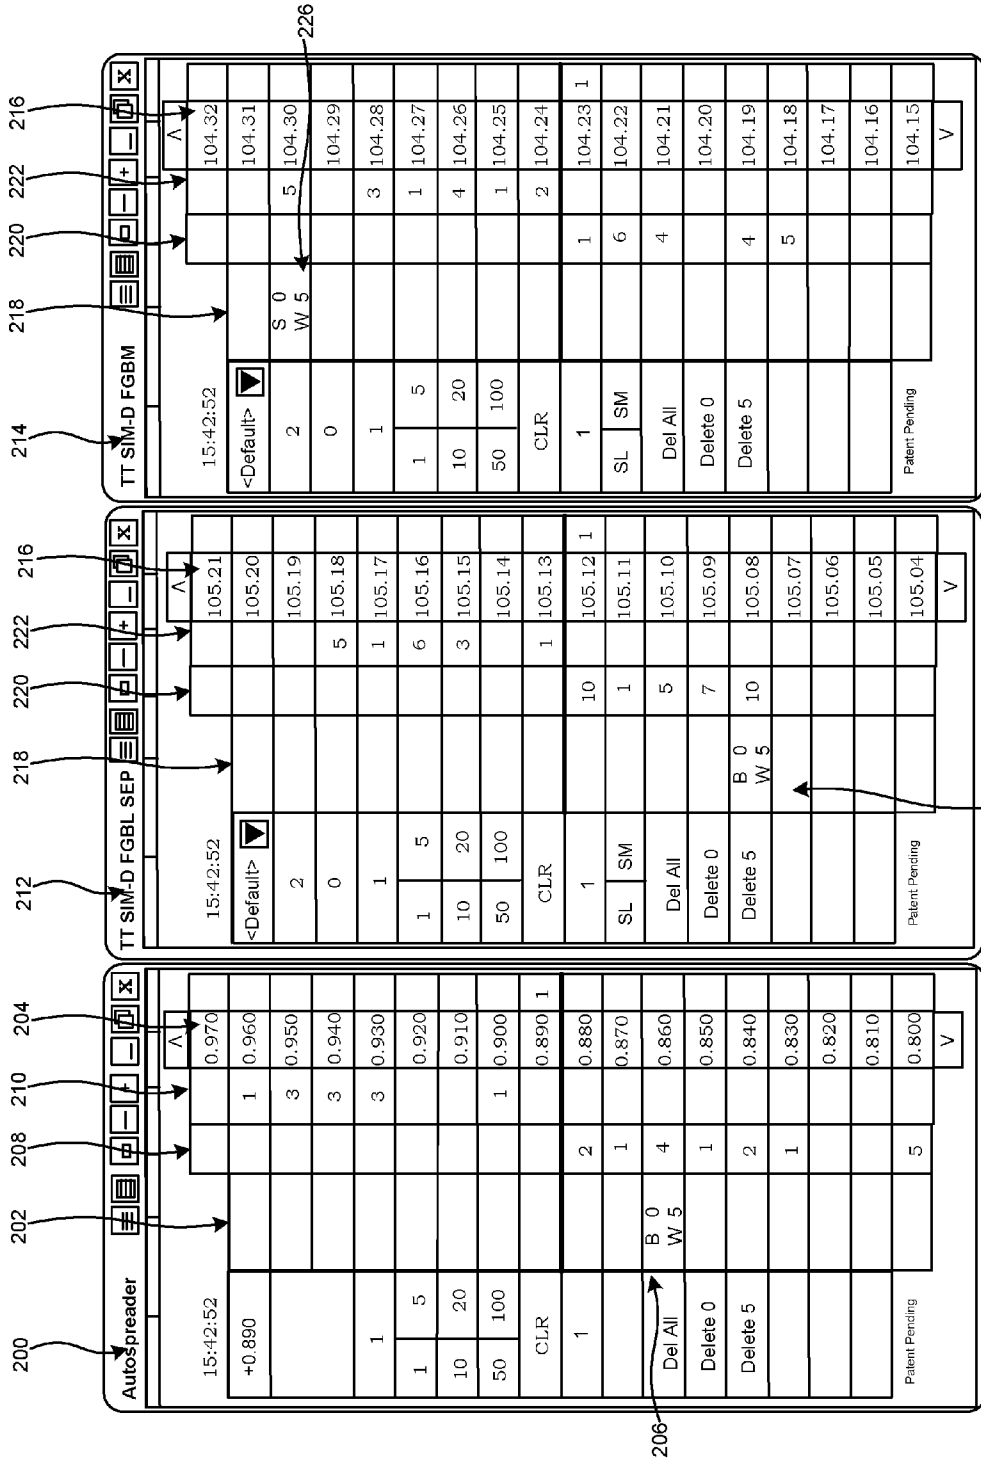 200 202 208 210 204
Autospreader X
Λ
15:42:52 0.970
+0.890 1 0.960
3 0.950
3 0.940
1 3 0.930
1 5 0.920
10 20 0.910
50 100 1 0.900
CLR 0.890 1
1 2 0.880
1 0.870
Del All B 0 W 5 4 0.860
Delete 0 1 0.850
Delete 5 2 0.840
1 0.830
0.820
0.810
Patent Pending 5 0.800
V
206
212 218 220 222 216
TT SIM-D FGBL SEP X
Λ
15:42:52 105.21
<Default> 105.20
2 105.19
0 5 105.18
1 1 105.17
1 5 6 105.16
10 20 3 105.15
50 100 105.14
CLR 1 105.13
1 10 105.12 1
SL SM 1 105.11
Del All 5 105.10
Delete 0 7 105.09
Delete 5 B 0 W 5 10 105.08
105.07
105.06
105.05
Patent Pending 105.04
V
214 218 220 222 216
TT SIM-D FGBM X
Λ
15:42:52 104.32
<Default> 104.31
2 S 0 W 5 5 104.30
0 104.29
1 3 104.28
1 5 1 104.27
10 20 4 104.26
50 100 1 104.25
CLR 2 104.24
1 1 104.23 1
SL SM 6 104.22
Del All 4 104.21
Delete 0 104.20
Delete 5 4 104.19
5 104.18
104.17
104.16
Patent Pending 104.15
V
226